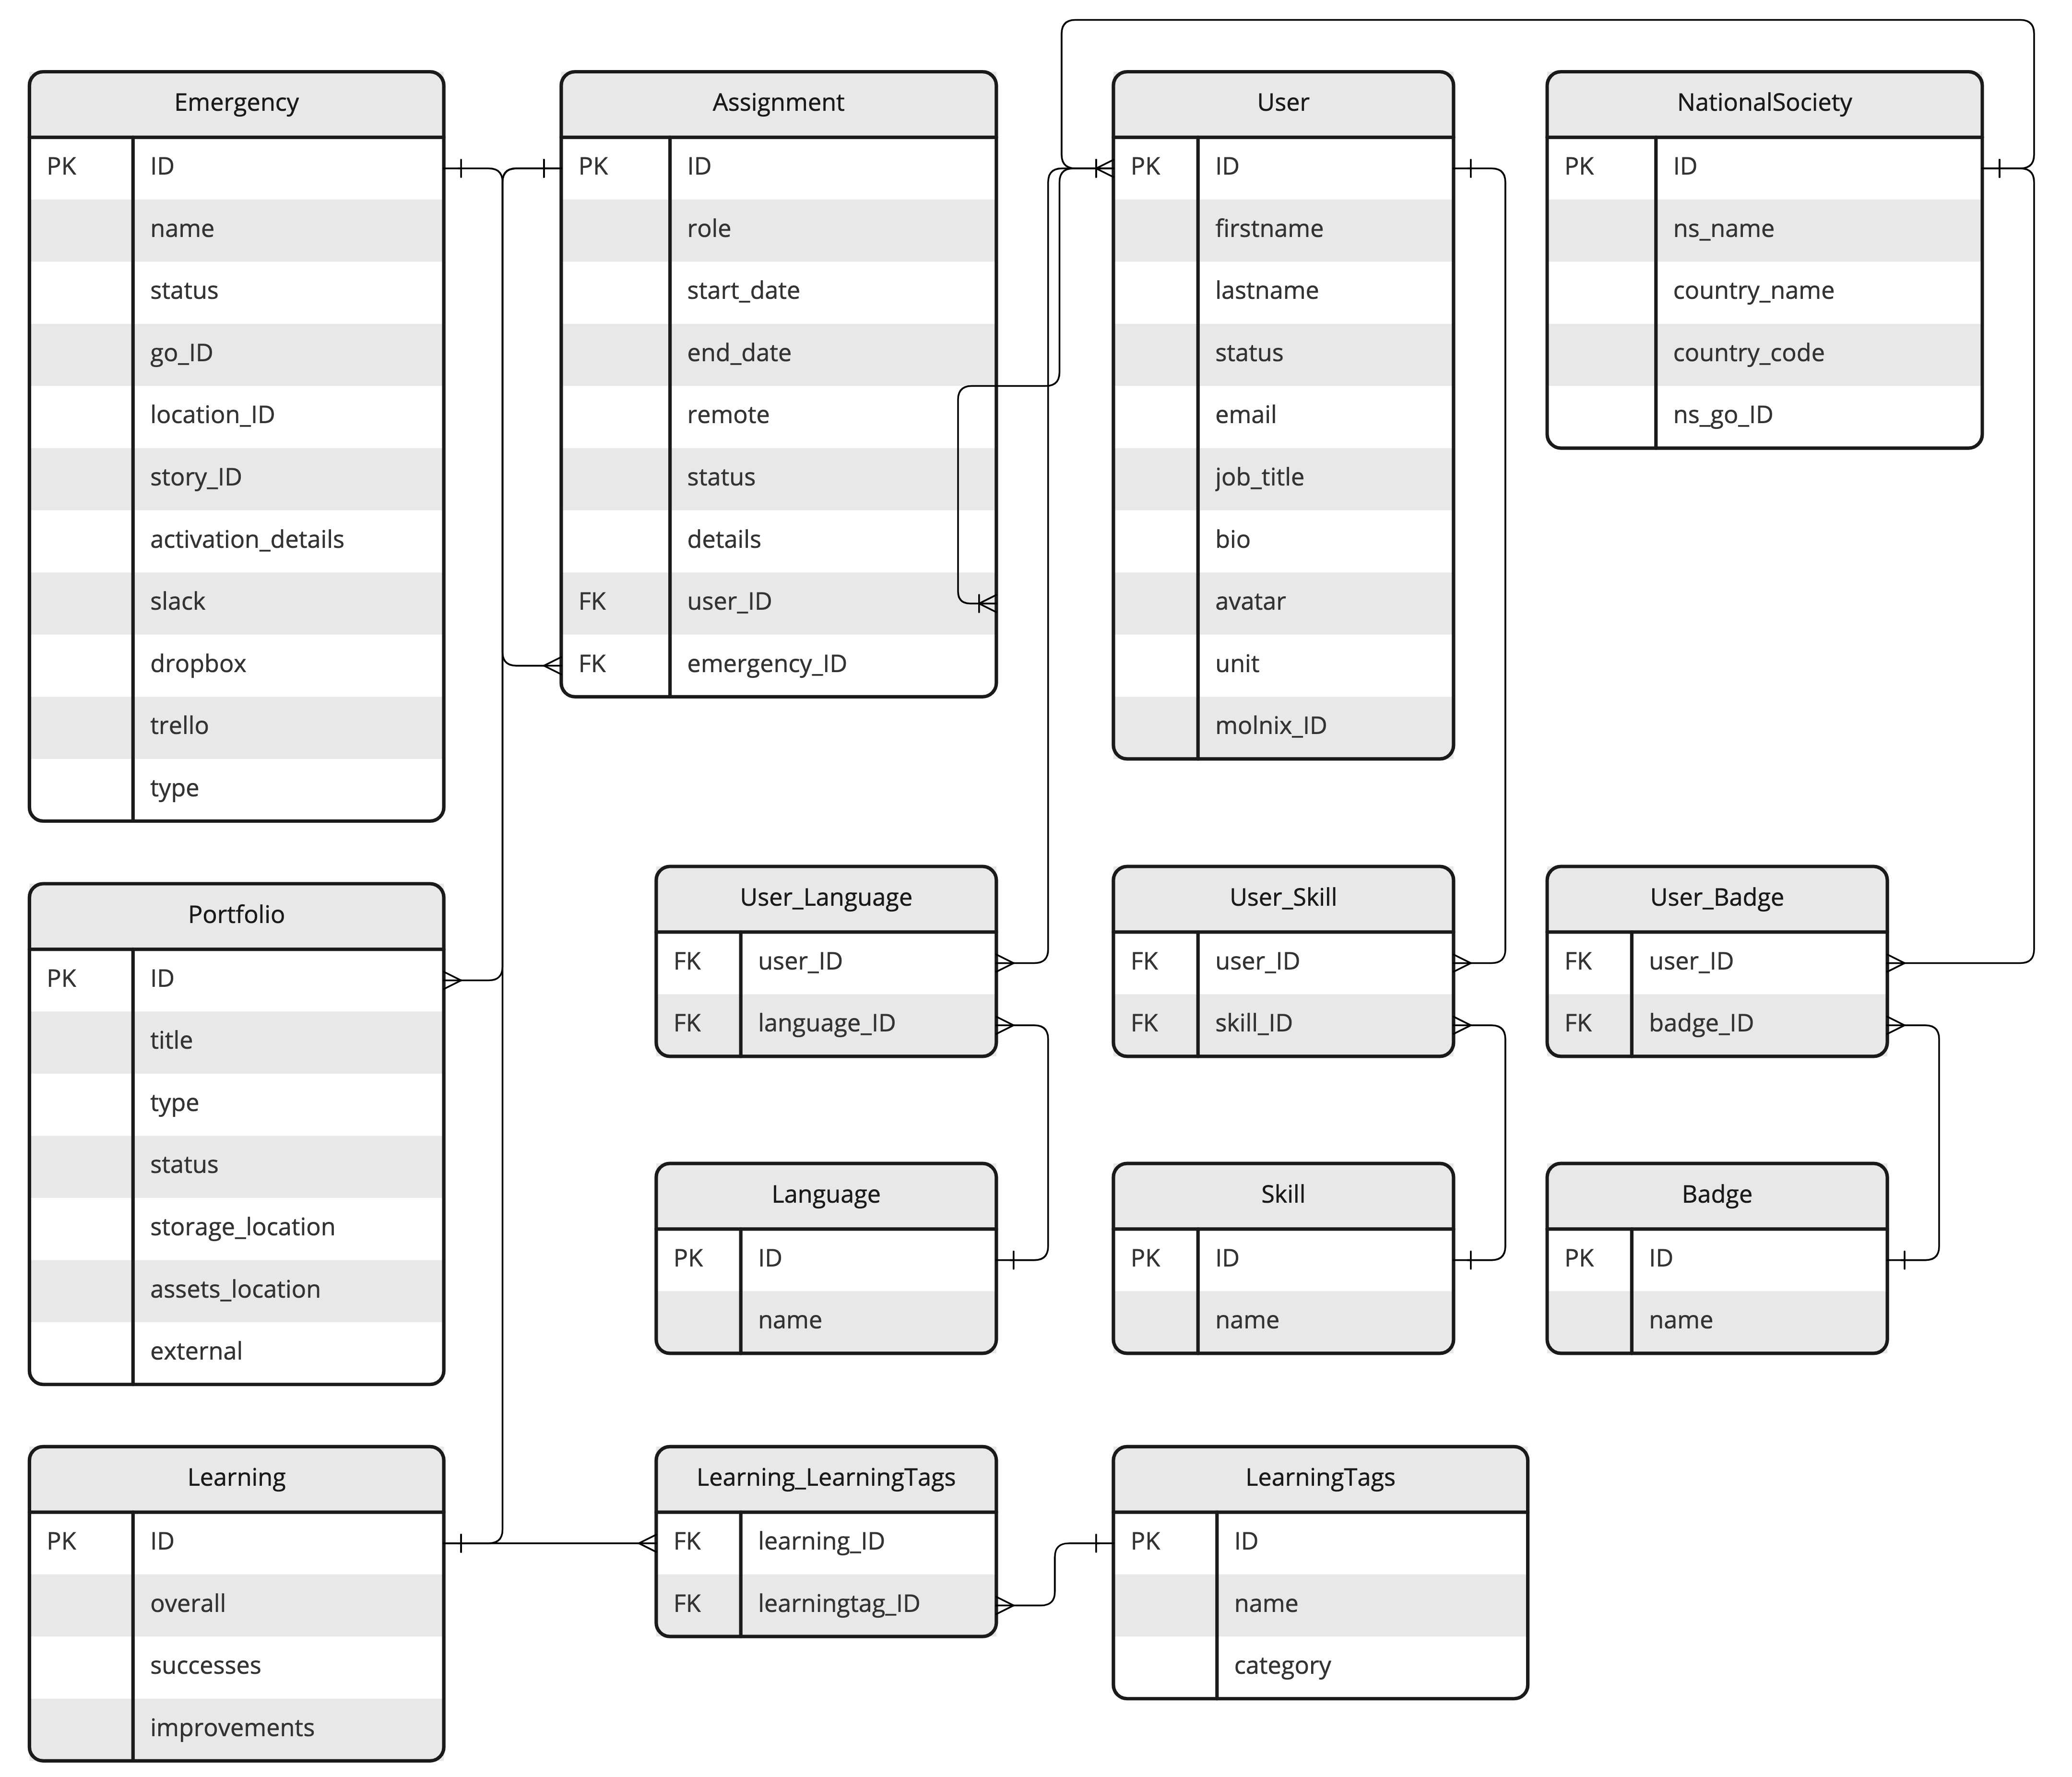 Emergency
PK ID
name
status
go_ID
location_ID
story_ID
activation_details
slack
dropbox
trello
type
Assignment
PK ID
role
start_date
end_date
remote
status
details
FK user_ID
FK emergency_ID
User
PK ID
firstname
lastname
status
email
job_title
bio
avatar
unit
molnix_ID
NationalSociety
PK ID
ns_name
country_name
country_code
ns_go_ID
Portfolio
PK ID
title
type
status
storage_location
assets_location
external
User_Language
FK user_ID
FK language_ID
User_Skill
FK user_ID
FK skill_ID
User_Badge
FK user_ID
FK badge_ID
Language
PK ID
name
Skill
PK ID
name
Badge
PK ID
name
Learning
PK ID
overall
successes
improvements
Learning_LearningTags
FK learning_ID
FK learningtag_ID
LearningTags
PK ID
name
category